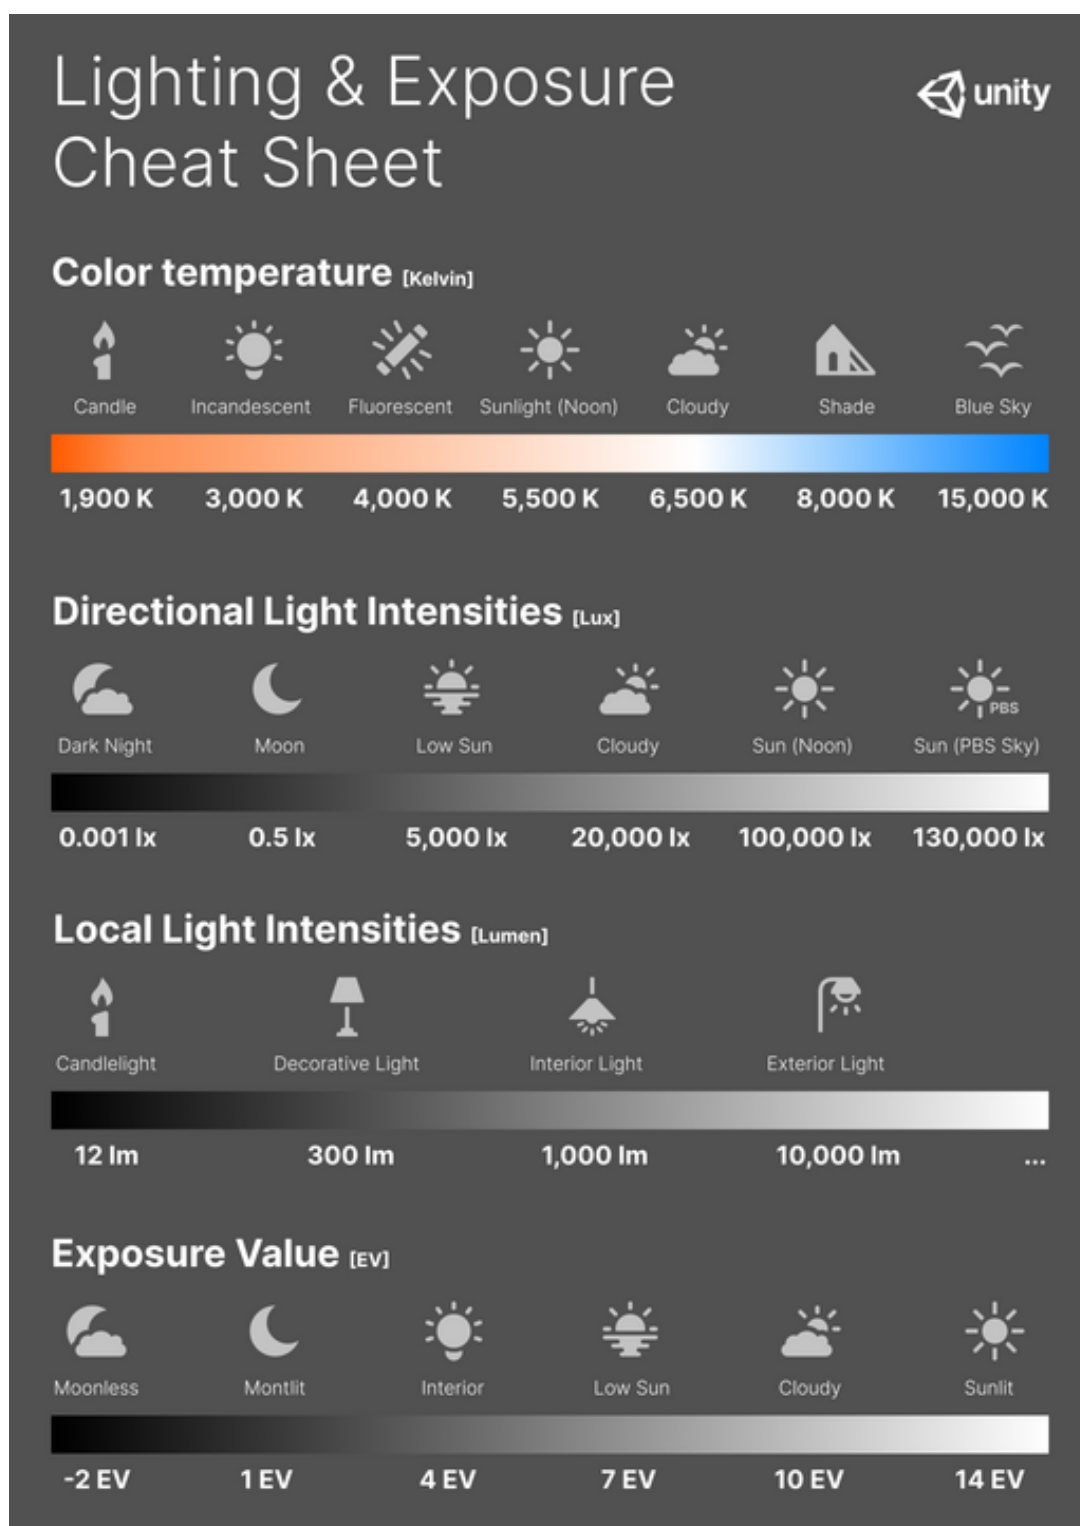 Lighting & Exposure
Cheat Sheet
unity
Color temperature [Kelvin]
Candle Incandescent Fluorescent Sunlight (Noon) Cloudy Shade Blue Sky
1,900 K 3,000 K 4,000 K 5,500 K 6,500 K 8,000 K 15,000 K
Directional Light Intensities [Lux]
PBS
Dark Night Moon Low Sun Cloudy Sun (Noon) Sun (PBS Sky)
0.001 lx 0.5 lx 5,000 lx 20,000 lx 100,000 lx 130,000 lx
Local Light Intensities [Lumen]
Candlelight Decorative Light Interior Light Exterior Light
12 lm 300 lm 1,000 lm 10,000 lm ...
Exposure Value [EV]
Moonless Montlit Interior Low Sun Cloudy Sunlit
-2 EV 1 EV 4 EV 7 EV 10 EV 14 EV